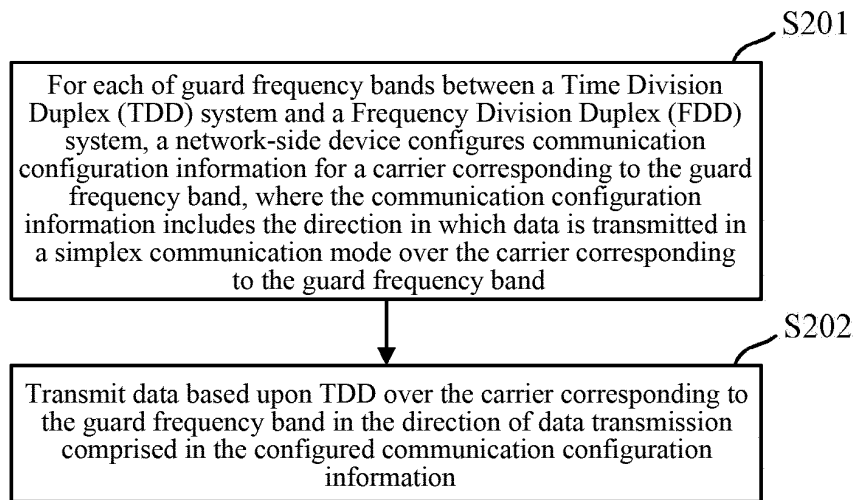 S201
For each of guard frequency bands between a Time Division
Duplex (TDD) system and a Frequency Division Duplex (FDD)
system, a network-side device configures communication
configuration information for a carrier corresponding to the guard
frequency band, where the communication configuration
information includes the direction in which data is transmitted in
a simplex communication mode over the carrier corresponding
to the guard frequency band
S202
Transmit data based upon TDD over the carrier corresponding to
the guard frequency band in the direction of data transmission
comprised in the configured communication configuration
information